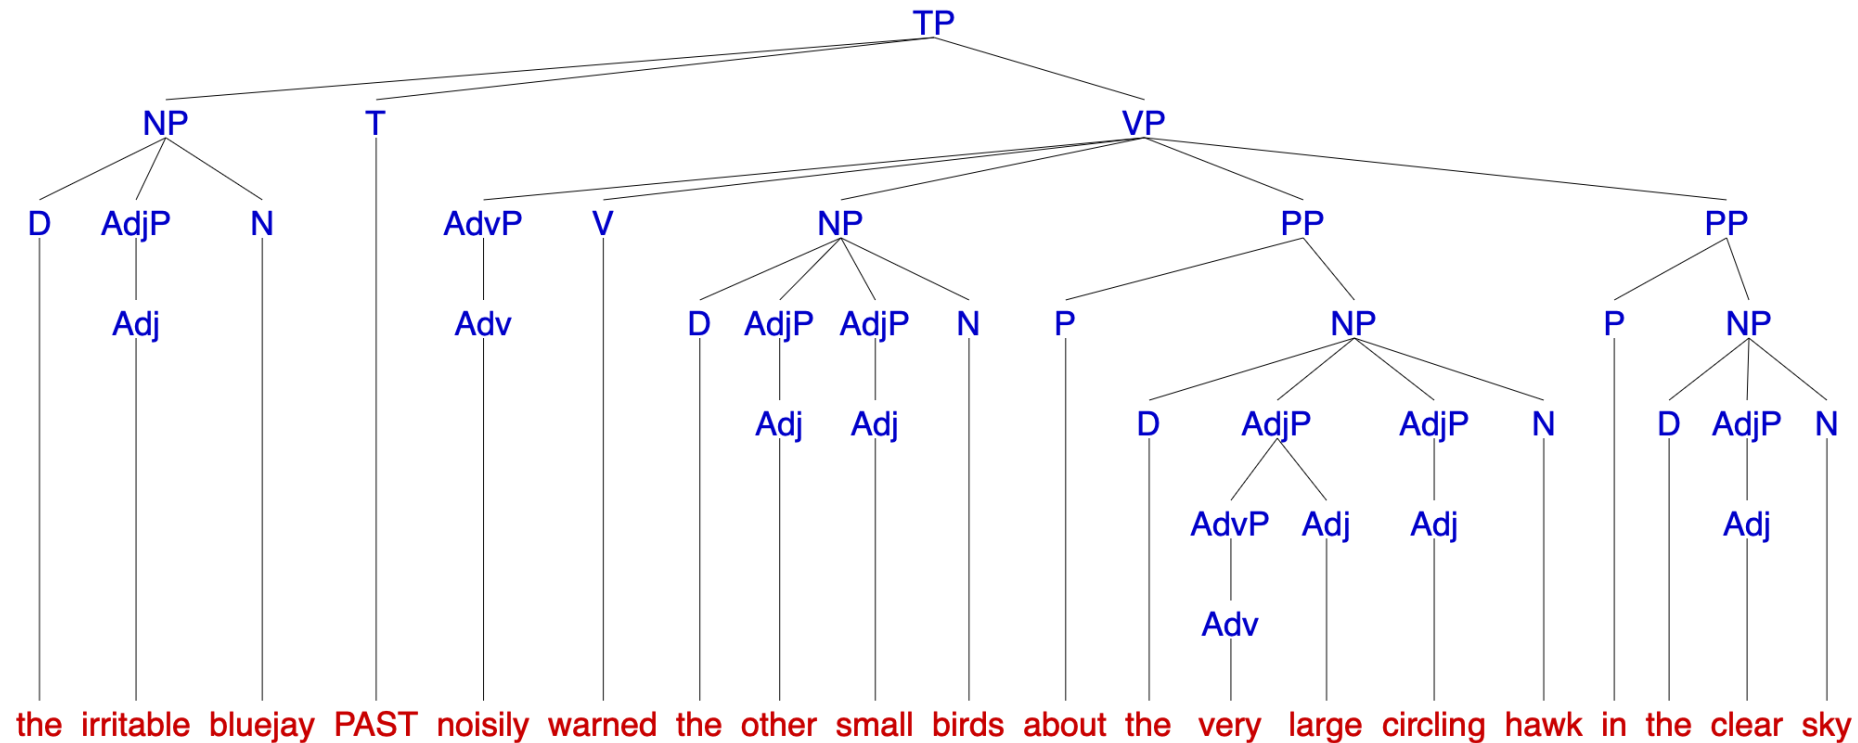 TP
NP T VP
D AdjP N AdvP V NP PP PP
Adj Adv D AdjP AdjP N P NP P NP
Adj Adj D AdjP AdjP N D AdjP N
AdvP Adj Adj Adj
Adv
the irritable bluejay PAST noisily warned the other small birds about the very large circling hawk in the clear sky